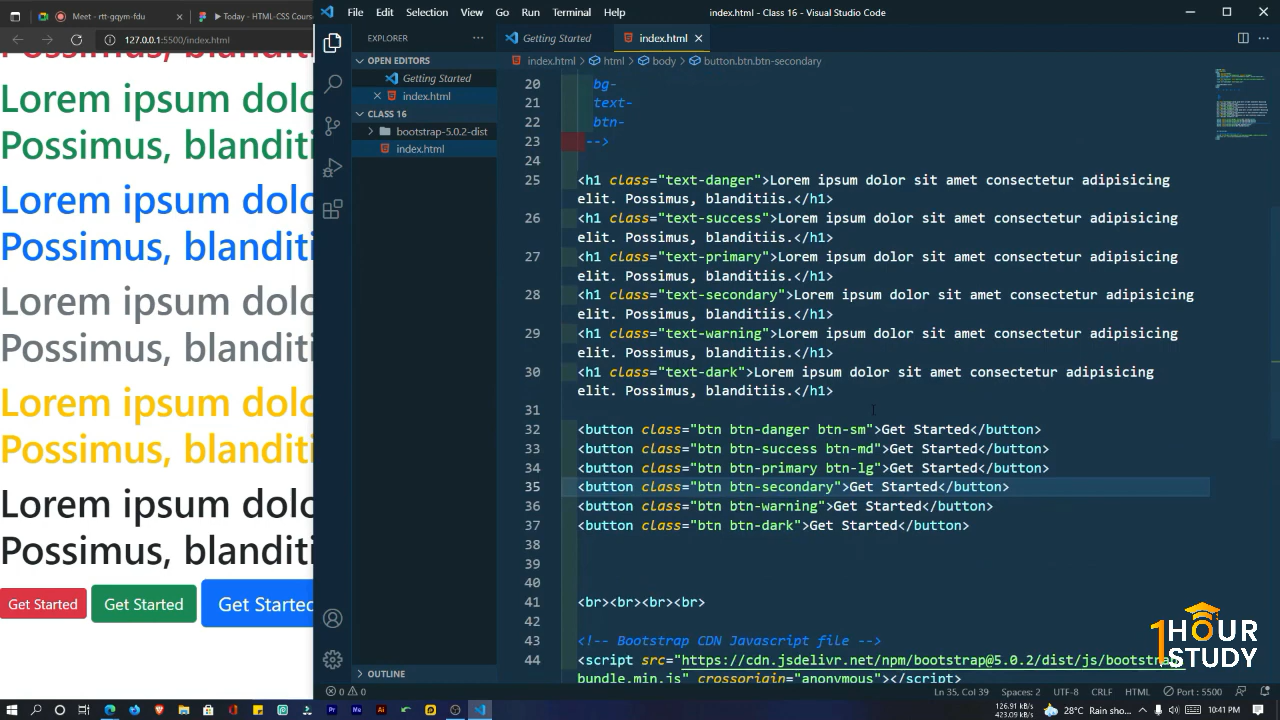 Meet - rtt-gqym-fdu
Today - HTML-CSS Cours
127.0.0.1:5500/index.html
Lorem ipsum dolo
Possimus, blanditi
Lorem ipsum dolo
Possimus, blanditi
Lorem ipsum dolo
Possimus, blanditi
Lorem ipsum dolo
Possimus, blanditi
Lorem ipsum dolo
Possimus, blanditi
Get Started
Get Started
Get Started
File Edit Selection View Go Run Terminal Help
index.html - Class 16 - Visual Studio Code
EXPLORER
OPEN EDITORS
Getting Started
index.html
CLASS 16
bootstrap-5.0.2-dist
index.html
OUTLINE
Getting Started
index.html
index.html > html > body > button.btn.btn-secondary
20 bg-
21 text-
22 btn-
23 -->
24
25 <h1 class="text-danger">Lorem ipsum dolor sit amet consectetur adipisicing
elit. Possimus, blanditiis.</h1>
26 <h1 class="text-success">Lorem ipsum dolor sit amet consectetur adipisicing
elit. Possimus, blanditiis.</h1>
27 <h1 class="text-primary">Lorem ipsum dolor sit amet consectetur adipisicing
elit. Possimus, blanditiis.</h1>
28 <h1 class="text-secondary">Lorem ipsum dolor sit amet consectetur adipisicing
elit. Possimus, blanditiis.</h1>
29 <h1 class="text-warning">Lorem ipsum dolor sit amet consectetur adipisicing
elit. Possimus, blanditiis.</h1>
30 <h1 class="text-dark">Lorem ipsum dolor sit amet consectetur adipisicing
elit. Possimus, blanditiis.</h1>
31
32 <button class="btn btn-danger btn-sm">Get Started</button>
33 <button class="btn btn-success btn-md">Get Started</button>
34 <button class="btn btn-primary btn-lg">Get Started</button>
35 <button class="btn btn-secondary">Get Started</button>
36 <button class="btn btn-warning">Get Started</button>
37 <button class="btn btn-dark">Get Started</button>
38
39
40
41 <br><br><br><br>
42
43 <!-- Bootstrap CDN Javascript file -->
44 <script src="https://cdn.jsdelivr.net/npm/bootstrap@5.0.2/dist/js/bootstrap.
bundle.min.js" crossorigin="anonymous"></script>
1HOUR
STUDY
0 0
Ln 35, Col 39 Spaces: 2 UTF-8 CRLF HTML Port : 5500
126.91 kB/s
423.09 kB/s
28°C Rain sho... 10:41 PM